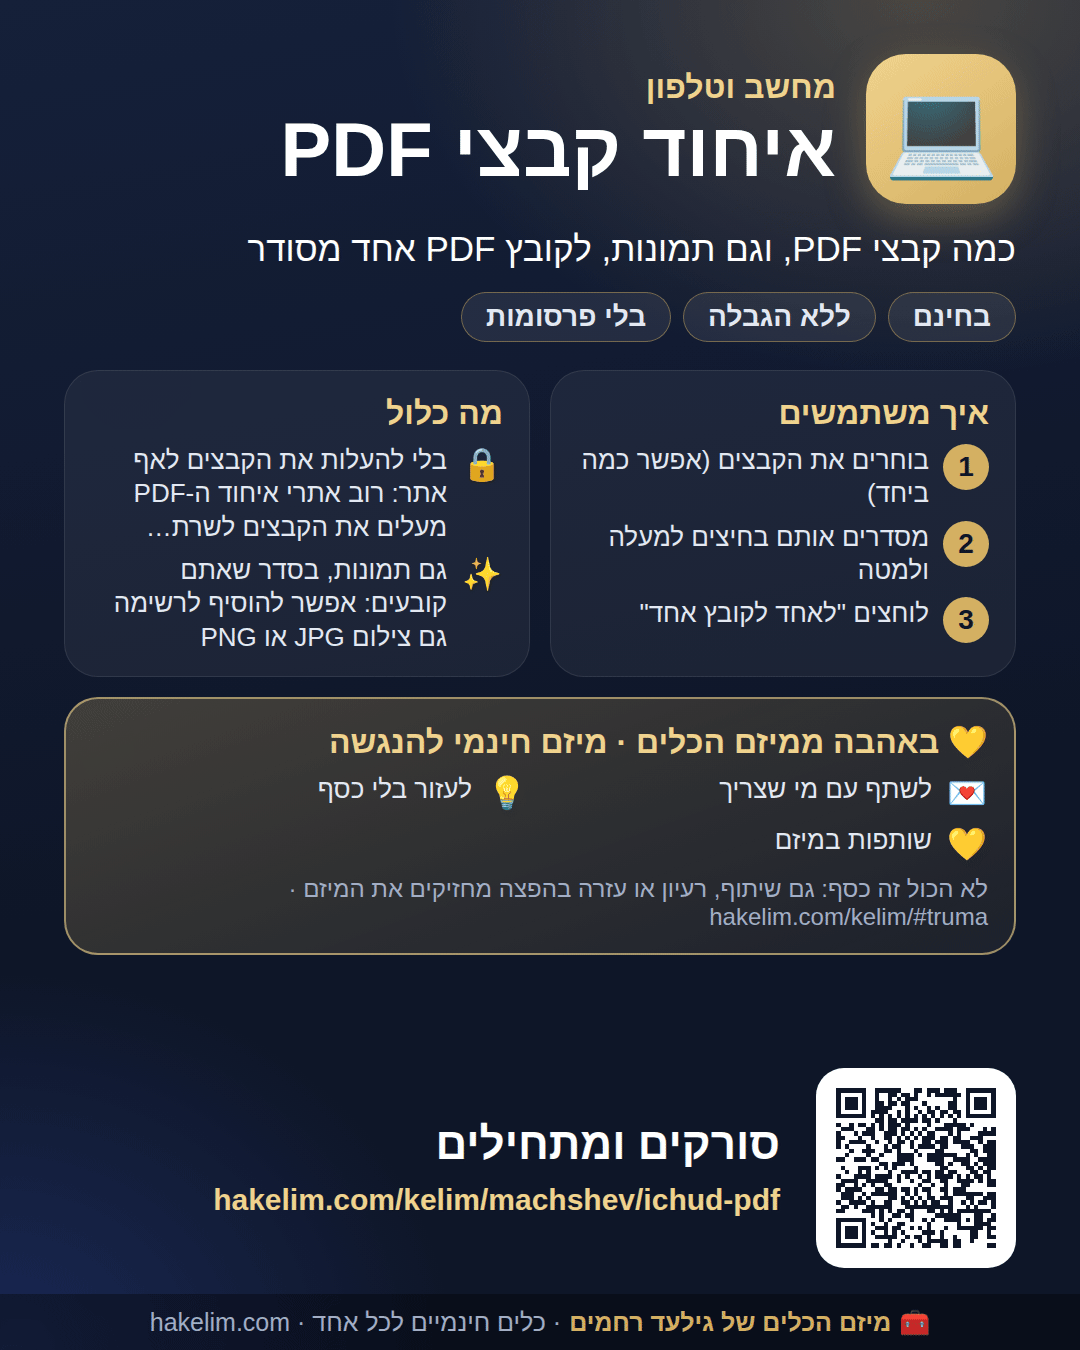 מחשב וטלפון
איחוד קבצי PDF
כמה קבצי PDF, וגם תמונות, לקובץ PDF אחד מסודר
בחינם
ללא הגבלה
בלי פרסומות
איך משתמשים
1
בוחרים את הקבצים (אפשר כמה
ביחד)
2
מסדרים אותם בחיצים למעלה
ולמטה
3
לוחצים "לאחד לקובץ אחד"
מה כלול
בלי להעלות את הקבצים לאף
אתר: רוב אתרי איחוד ה-PDF
מעלים את הקבצים לשרת…
גם תמונות, בסדר שאתם
קובעים: אפשר להוסיף לרשימה
גם צילום JPG או PNG
באהבה ממיזם הכלים · מיזם חינמי להנגשה
לשתף עם מי שצריך
לעזור בלי כסף
שותפות במיזם
לא הכול זה כסף: גם שיתוף, רעיון או עזרה בהפצה מחזיקים את המיזם ·
hakelim.com/kelim/#truma
סורקים ומתחילים
hakelim.com/kelim/machshev/ichud-pdf
מיזם הכלים של גילעד רחמים · כלים חינמיים לכל אחד · hakelim.com